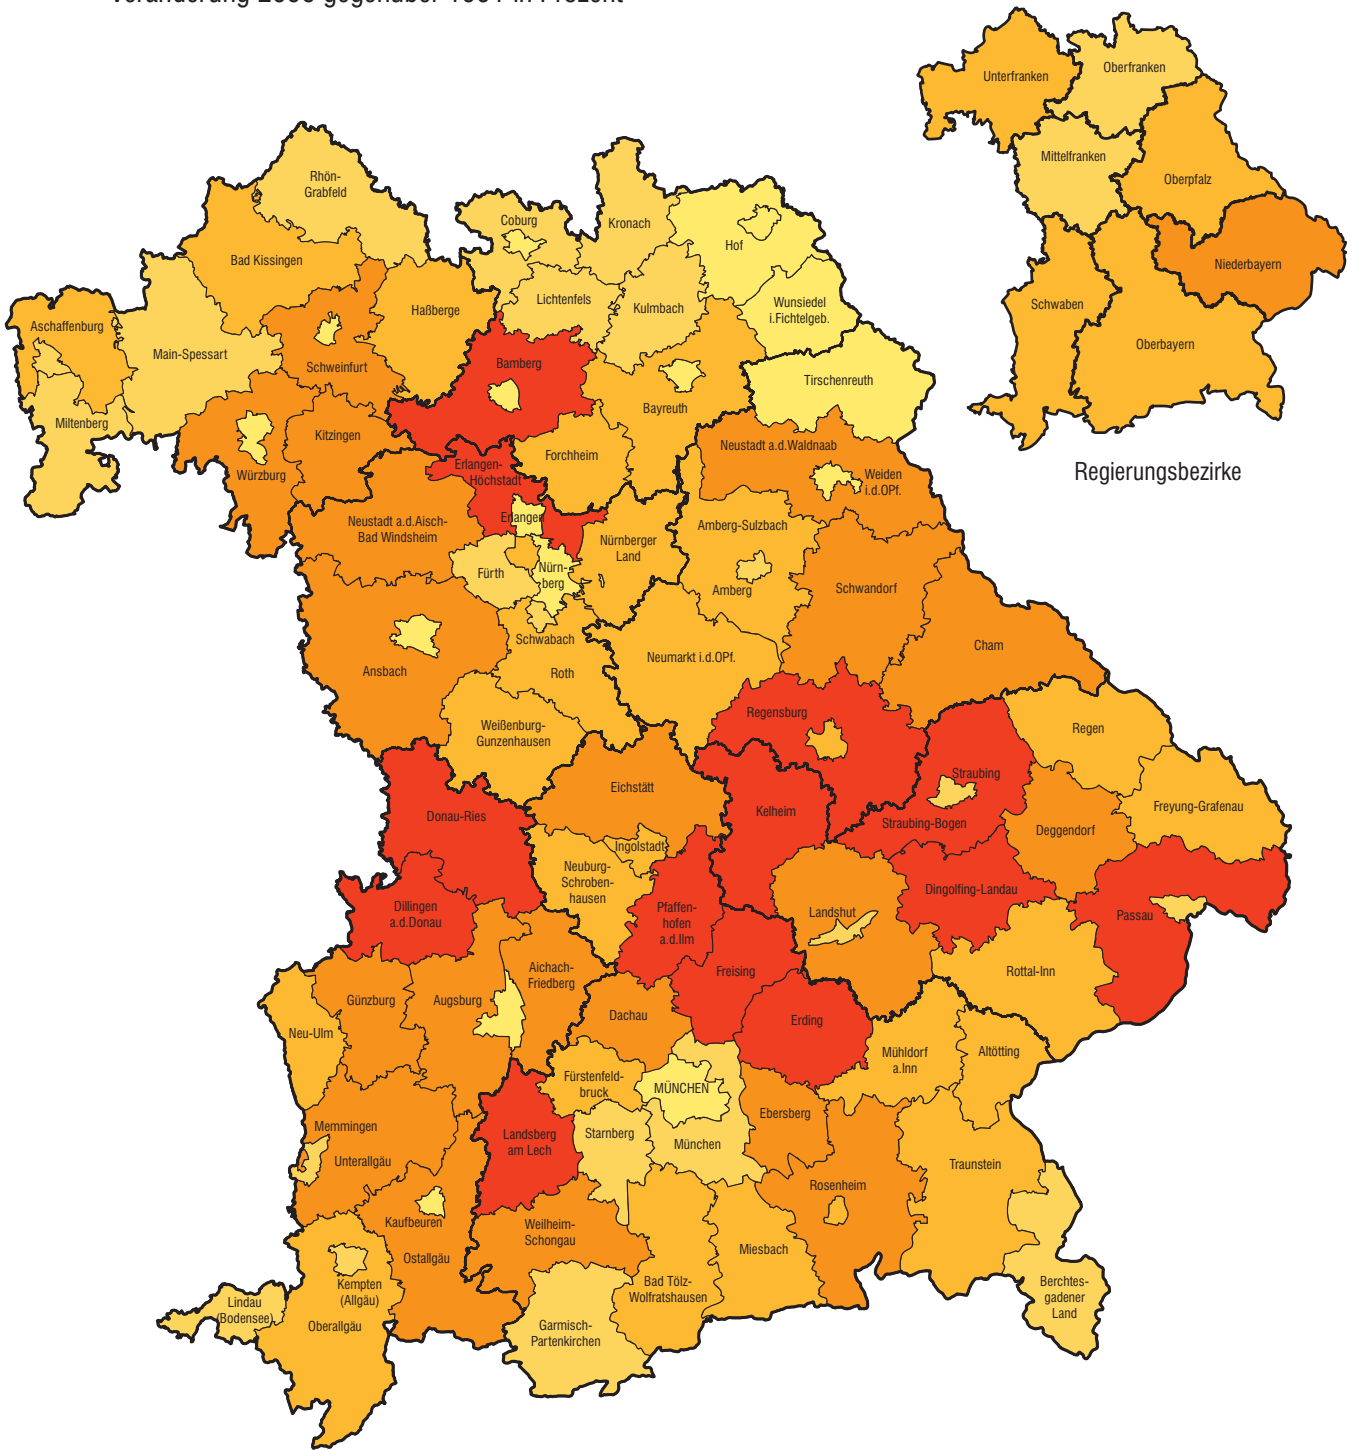 Unterfranken
Oberfranken
Mittelfranken
Oberpfalz
Niederbayern
Schwaben
Oberbayern
Regierungsbezirke
Rhön-
Grabfeld
Coburg
Kronach
Hof
Bad Kissingen
Lichtenfels
Kulmbach
Wunsiedel
i.Fichtelgeb.
Haßberge
Aschaffenburg
Main-Spessart
Schweinfurt
Bamberg
Tirschenreuth
Bayreuth
Miltenberg
Kitzingen
Würzburg
Forchheim
Erlangen-
Höchstadt
Neustadt a.d.Waldnaab
Weiden
i.d.OPf.
Erlangen
Neustadt a.d.Aisch-
Bad Windsheim
Nürnberger
Land
Amberg-Sulzbach
Fürth
Nürn-
berg
Amberg
Schwandorf
Schwabach
Cham
Ansbach
Roth
Neumarkt i.d.OPf.
Weißenburg-
Gunzenhausen
Regensburg
Regen
Eichstätt
Straubing
Freyung-Grafenau
Donau-Ries
Kelheim
Straubing-Bogen
Deggendorf
Ingolstadt
Neuburg-
Schroben-
hausen
Dingolfing-Landau
Dillingen
a.d.Donau
Pfaffen-
hofen
a.d.Ilm
Landshut
Passau
Aichach-
Friedberg
Freising
Rottal-Inn
Günzburg
Augsburg
Dachau
Erding
Neu-Ulm
Mühldorf
a.Inn
Altötting
Fürstenfeld-
bruck
MÜNCHEN
Ebersberg
Memmingen
Landsberg
am Lech
Starnberg
München
Unterallgäu
Traunstein
Rosenheim
Kaufbeuren
Weilheim-
Schongau
Miesbach
Ostallgäu
Kempten
(Allgäu)
Bad Tölz-
Wolfratshausen
Berchtes-
gadener
Land
Lindau
(Bodensee)
Oberallgäu
Garmisch-
Partenkirchen